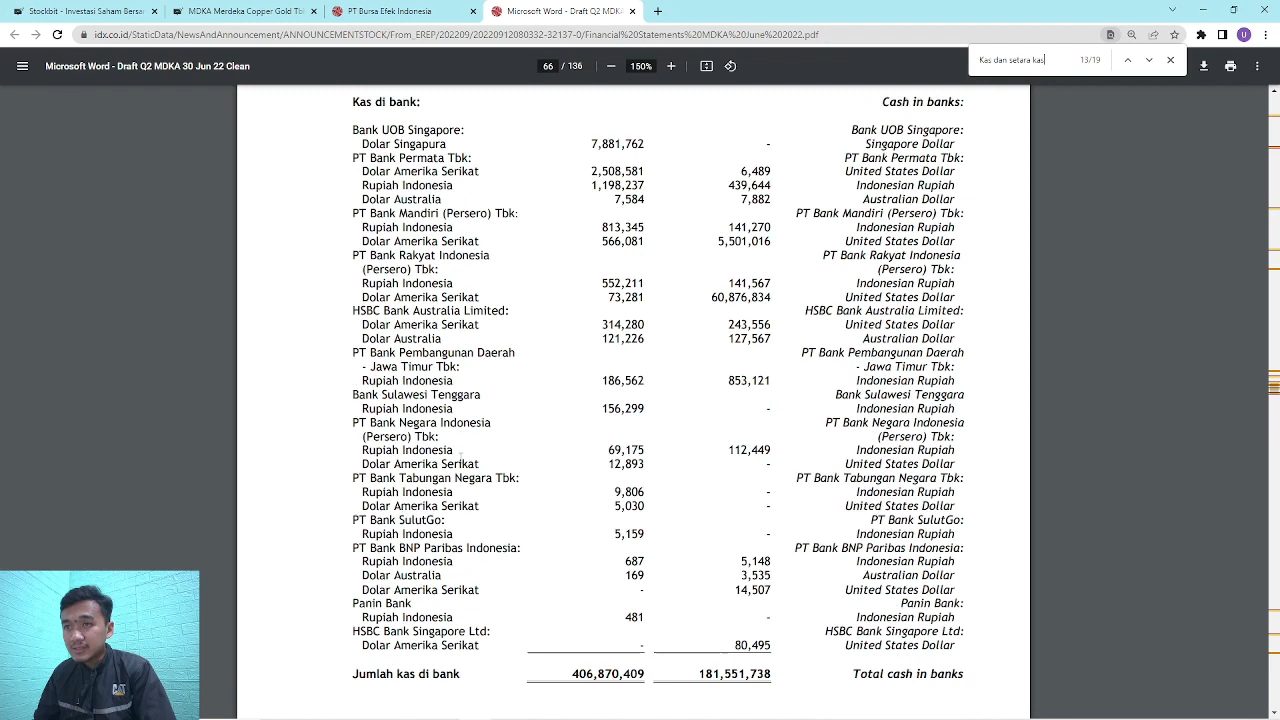 Stockbit - Investasi Saham Bersar
MDKA Merdeka Copper Gold Tb
PT Bursa Efek Indonesia
Microsoft Word - Draft Q2 MDKA
idx.co.id/StaticData/NewsAndAnnouncement/ANNOUNCEMENTSTOCK/From_EREP/202209/20220912080332-32137-0/Financial%20Statements%20MDKA%20June%202022.pdf
U
Microsoft Word - Draft Q2 MDKA 30 Jun 22 Clean
66 / 136
150%
Kas dan setara kas
13/19
Kas di bank: Cash in banks:
Bank UOB Singapore: Bank UOB Singapore:
Dolar Singapura 7,881,762 - Singapore Dollar
PT Bank Permata Tbk: PT Bank Permata Tbk:
Dolar Amerika Serikat 2,508,581 6,489 United States Dollar
Rupiah Indonesia 1,198,237 439,644 Indonesian Rupiah
Dolar Australia 7,584 7,882 Australian Dollar
PT Bank Mandiri (Persero) Tbk: PT Bank Mandiri (Persero) Tbk:
Rupiah Indonesia 813,345 141,270 Indonesian Rupiah
Dolar Amerika Serikat 566,081 5,501,016 United States Dollar
PT Bank Rakyat Indonesia PT Bank Rakyat Indonesia
(Persero) Tbk: (Persero) Tbk:
Rupiah Indonesia 552,211 141,567 Indonesian Rupiah
Dolar Amerika Serikat 73,281 60,876,834 United States Dollar
HSBC Bank Australia Limited: HSBC Bank Australia Limited:
Dolar Amerika Serikat 314,280 243,556 United States Dollar
Dolar Australia 121,226 127,567 Australian Dollar
PT Bank Pembangunan Daerah PT Bank Pembangunan Daerah
- Jawa Timur Tbk: - Jawa Timur Tbk:
Rupiah Indonesia 186,562 853,121 Indonesian Rupiah
Bank Sulawesi Tenggara Bank Sulawesi Tenggara
Rupiah Indonesia 156,299 - Indonesian Rupiah
PT Bank Negara Indonesia PT Bank Negara Indonesia
(Persero) Tbk: (Persero) Tbk:
Rupiah Indonesia 69,175 112,449 Indonesian Rupiah
Dolar Amerika Serikat 12,893 - United States Dollar
PT Bank Tabungan Negara Tbk: PT Bank Tabungan Negara Tbk:
Rupiah Indonesia 9,806 - Indonesian Rupiah
Dolar Amerika Serikat 5,030 - United States Dollar
PT Bank SulutGo: PT Bank SulutGo:
Rupiah Indonesia 5,159 - Indonesian Rupiah
PT Bank BNP Paribas Indonesia: PT Bank BNP Paribas Indonesia:
Rupiah Indonesia 687 5,148 Indonesian Rupiah
Dolar Australia 169 3,535 Australian Dollar
Dolar Amerika Serikat - 14,507 United States Dollar
Panin Bank Panin Bank:
Rupiah Indonesia 481 - Indonesian Rupiah
HSBC Bank Singapore Ltd: HSBC Bank Singapore Ltd:
Dolar Amerika Serikat - 80,495 United States Dollar
Jumlah kas di bank 406,870,409 181,551,738 Total cash in banks
CAT